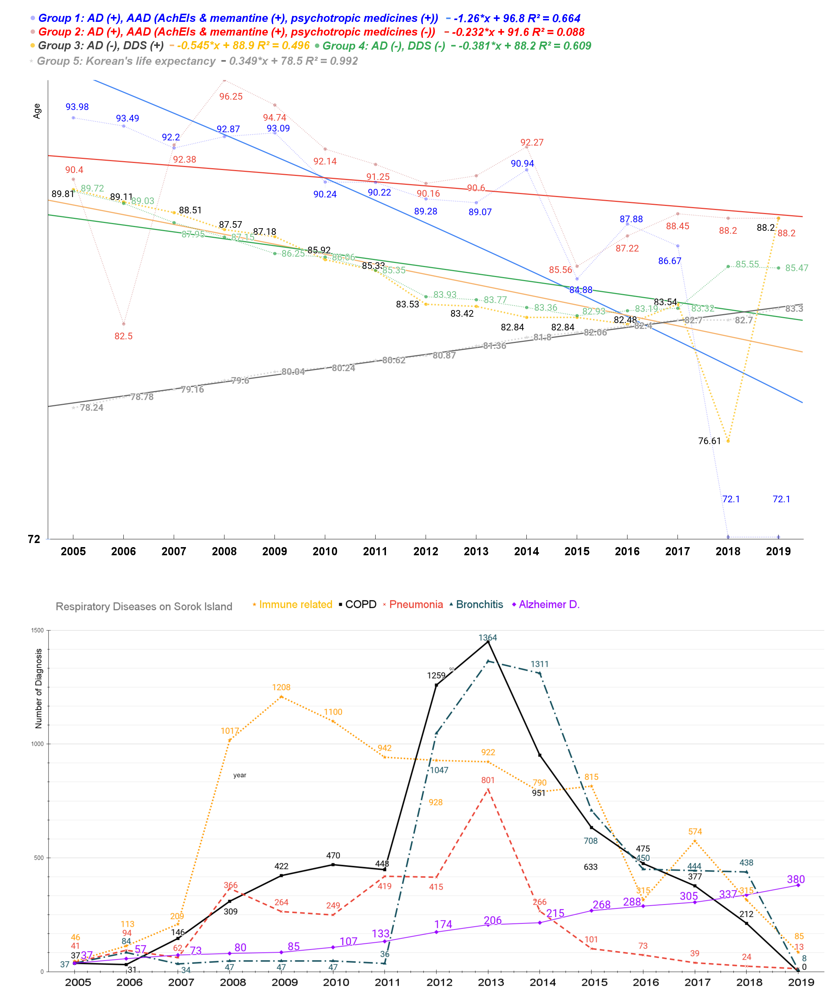 Group 1: AD (+), AAD (AchEIs & memantine (+), psychotropic medicines (+)) -1.26*x + 96.8 R² = 0.664
Group 2: AD (+), AAD (AchEIs & memantine (+), psychotropic medicines (-)) -0.232*x + 91.6 R² = 0.088
Group 3: AD (-), DDS (+) -0.545*x + 88.9 R² = 0.496 Group 4: AD (-), DDS (-) -0.381*x + 88.2 R² = 0.609
Group 5: Korean's life expectancy 0.349*x + 78.5 R² = 0.992
Age
93.98 93.49 92.2 92.87 93.09 90.24 90.22 89.28 89.07 90.94 84.88 87.88 86.67 72.1 72.1
90.4 82.5 92.38 96.25 94.74 92.14 91.25 90.16 90.6 92.27 85.56 87.22 88.45 88.2 88.2
89.81 89.11 88.51 87.57 87.18 85.92 85.33 83.53 83.42 82.84 82.84 82.48 83.54 76.61 88.2
89.72 89.03 87.95 87.15 86.25 86.06 85.35 83.93 83.77 83.36 82.93 83.19 83.32 85.55 85.47
78.24 78.78 79.16 79.6 80.04 80.24 80.62 80.87 81.36 81.8 82.06 82.4 82.7 82.7 83.3
72
2005 2006 2007 2008 2009 2010 2011 2012 2013 2014 2015 2016 2017 2018 2019
Respiratory Diseases on Sorok Island Immune related COPD Pneumonia Bronchitis Alzheimer D.
Number of Diagnosis
1500
1000
500
0
year
90
46 113 209 1017 1208 1100 942 928 922 790 815 315 574 315 85
37 31 146 309 422 470 448 1259 951 633 475 377 212 0
41 94 62 366 264 249 419 415 801 266 101 73 39 24 13
37 84 34 47 47 47 36 1047 1364 1311 708 450 444 438 8
37 57 73 80 85 107 133 174 206 215 268 288 305 337 380
2005 2006 2007 2008 2009 2010 2011 2012 2013 2014 2015 2016 2017 2018 2019